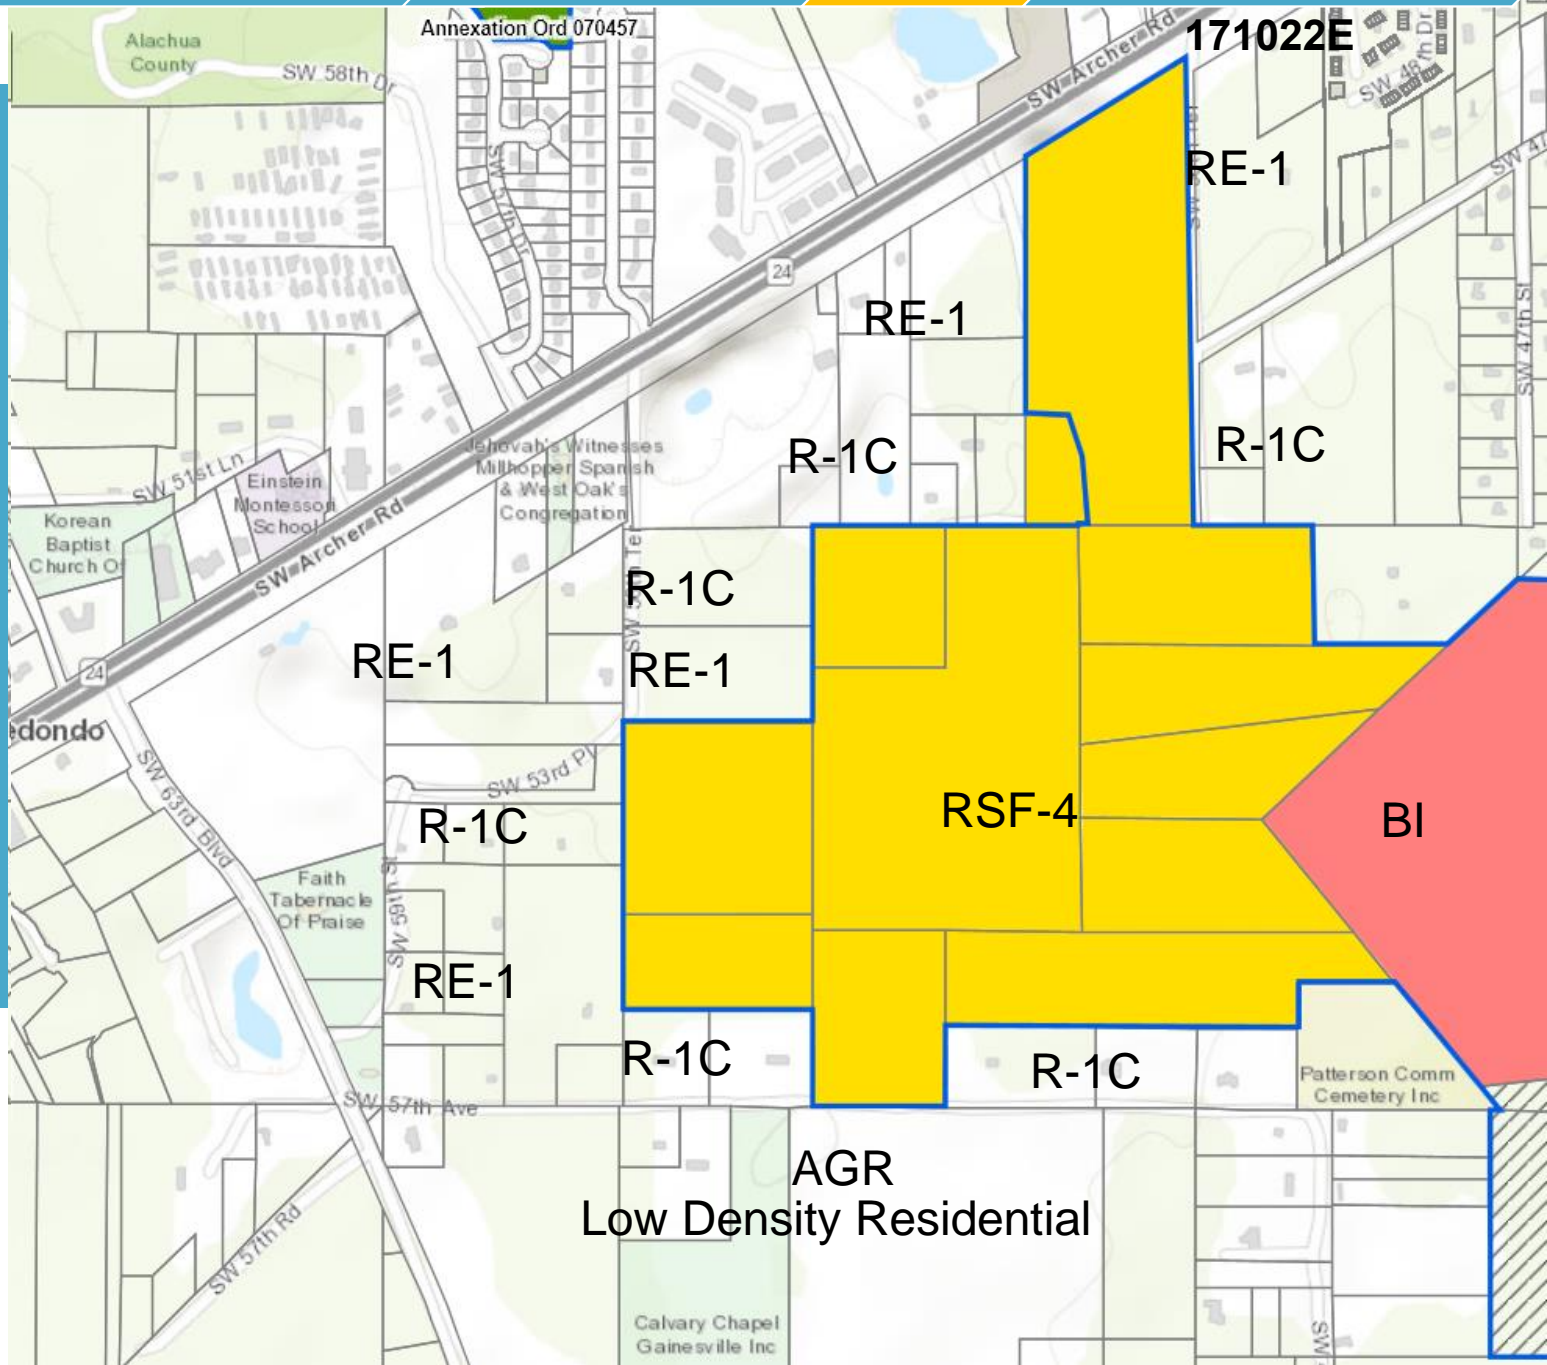 Annexation Ord 070457
171022E
Alachua
County
SW 58th Dr
SW Archer Rd
SW 57th Dr
RE-1
24
SW 47th St
RE-1
R-1C
R-1C
Jehovah's Witnesses
Millhopper Spanish
& West Oak's
Congregation
SW 51st Ln
Einstein
Montessori
School
SW Archer Rd
Korean
Baptist
Church Of
R-1C
RE-1
RE-1
24
edondo
SW 53rd Pl
SW 63rd Blvd
R-1C
RSF-4
BI
Faith
Tabernacle
Of Praise
SW 59th St
RE-1
R-1C
R-1C
Patterson Comm
Cemetery Inc
SW 57th Ave
AGR
Low Density Residential
SW 57th Rd
Calvary Chapel
Gainesville Inc
SW